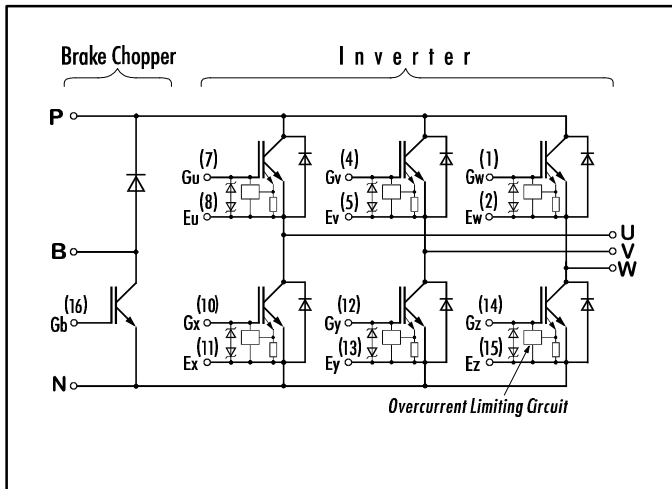 Brake Chopper
I n v e r t e r
P
(7) (4) (1)
Gu Gv Gw
(8) (5) (2)
Eu Ev Ew
U
B V
W
(16) (10) (12) (14)
Gb Gx Gy Gz
(11) (13) (15)
Ex Ey Ez
N
Overcurrent Limiting Circuit